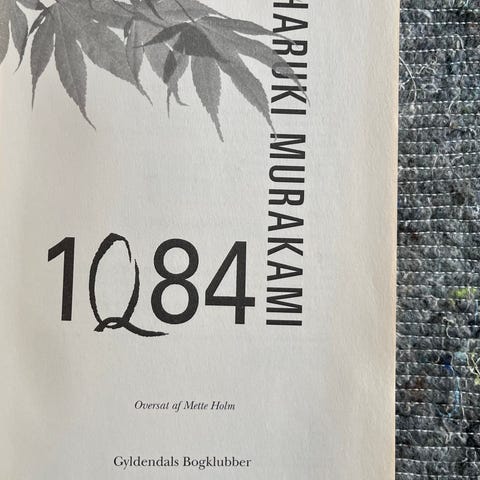 HARUKI MURAKAMI
1Q84
Oversat af Mette Holm
Gyldendals Bogklubber